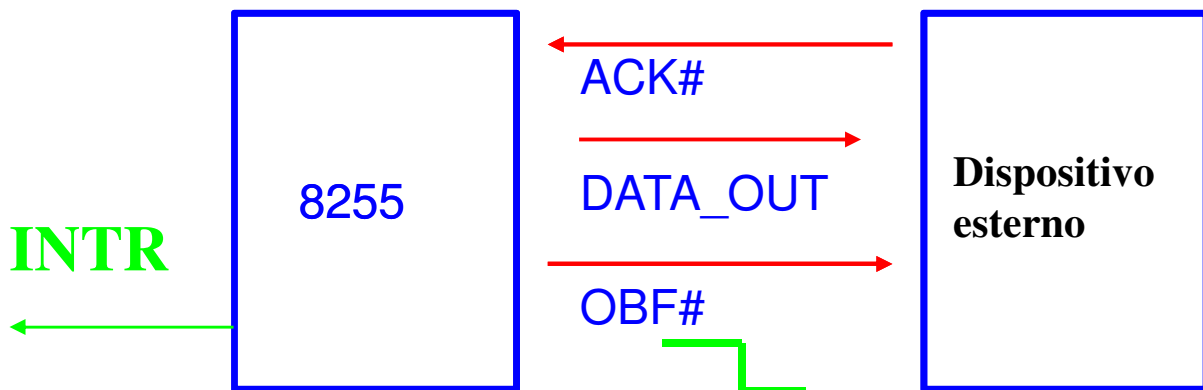 ACK#
8255
DATA_OUT
Dispositivo
esterno
INTR
OBF#